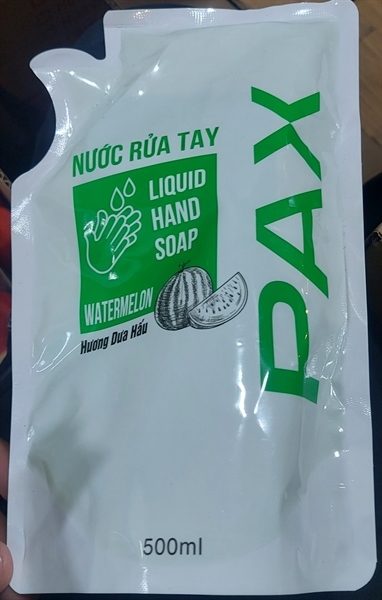 NƯỚC RỬA TAY
LIQUID
HAND
SOAP
WATERMELON
Hương Dưa Hấu
PAX
500ml